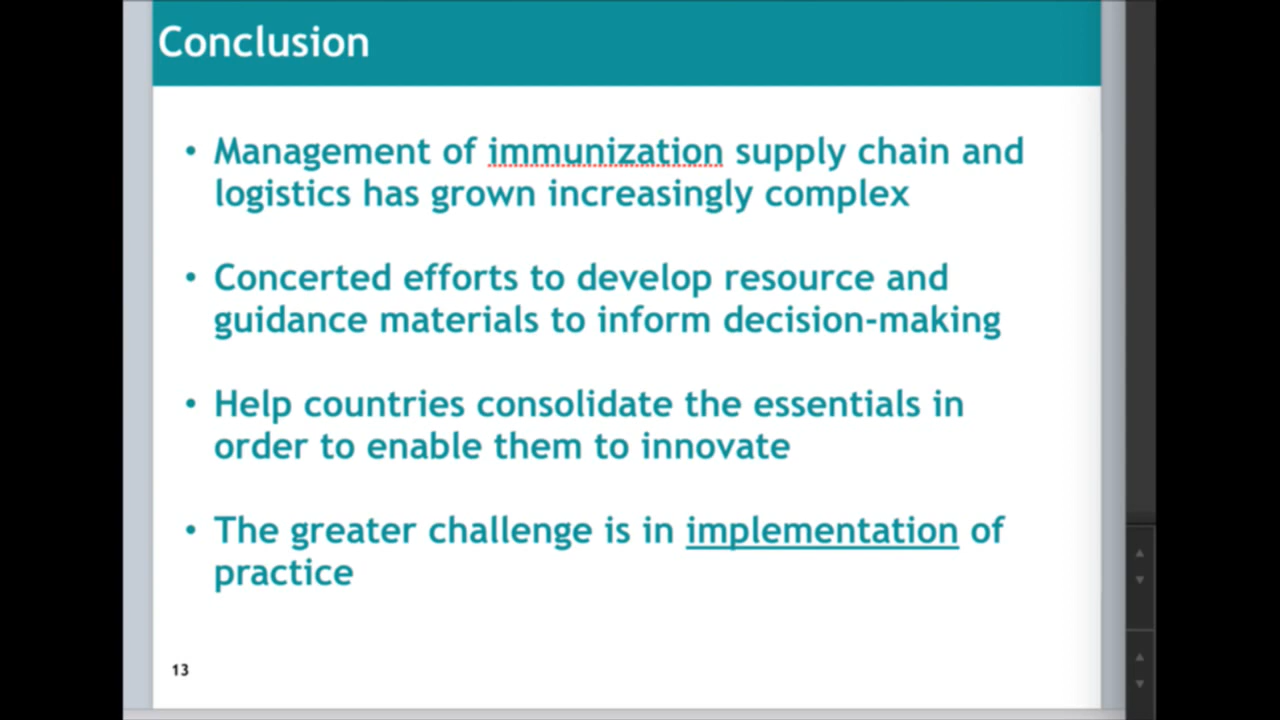 Conclusion
• Management of immunization supply chain and
logistics has grown increasingly complex
• Concerted efforts to develop resource and
guidance materials to inform decision-making
• Help countries consolidate the essentials in
order to enable them to innovate
• The greater challenge is in implementation of
practice
13